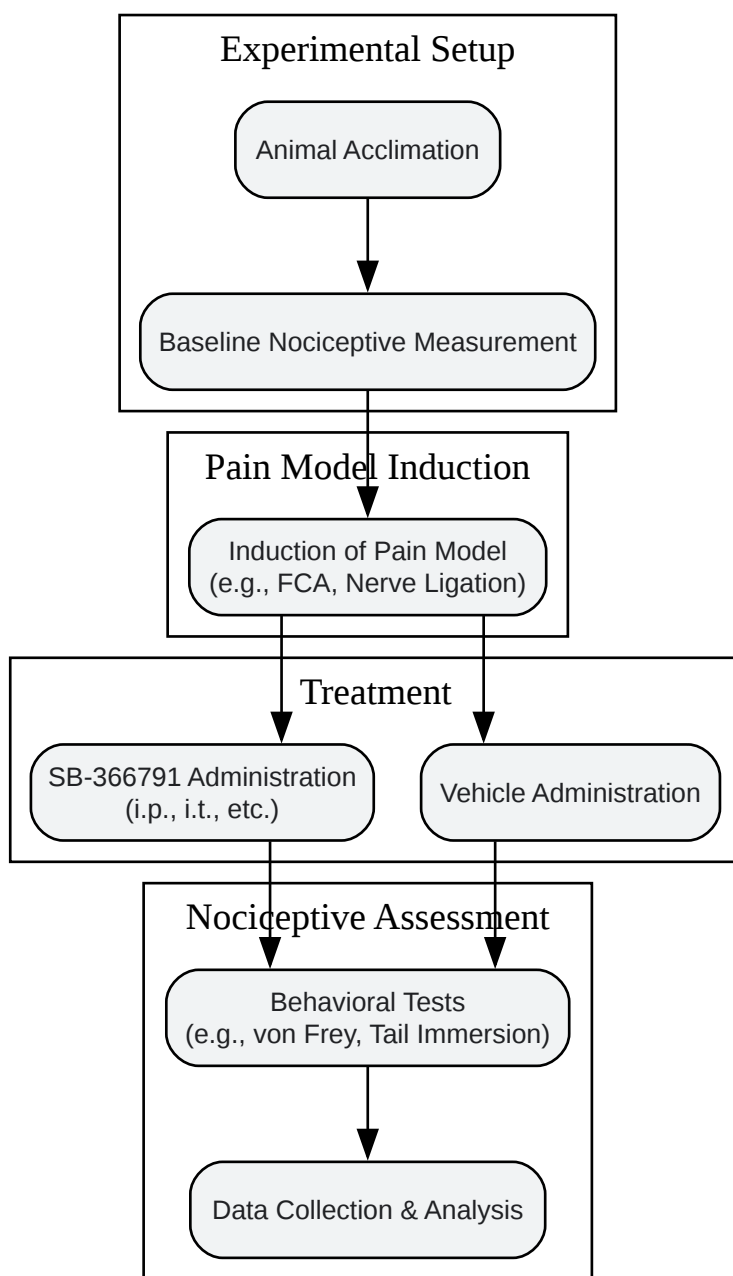 Experimental Setup
Animal Acclimation
Baseline Nociceptive Measurement
Pain Model Induction
Induction of Pain Model
(e.g., FCA, Nerve Ligation)
Treatment
SB-366791 Administration
(i.p., i.t., etc.)
Vehicle Administration
Nociceptive Assessment
Behavioral Tests
(e.g., von Frey, Tail Immersion)
Data Collection & Analysis